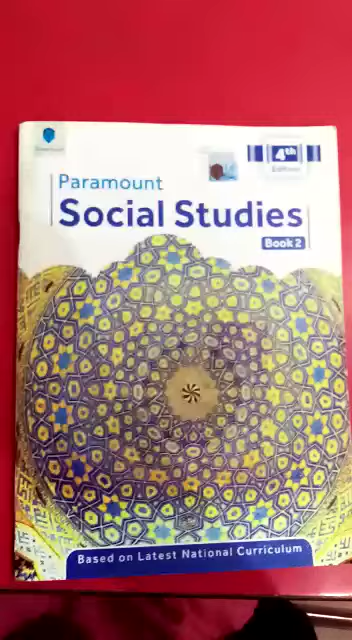 4th
Edition
Paramount
Social Studies
Book 2
Based on Latest National Curriculum